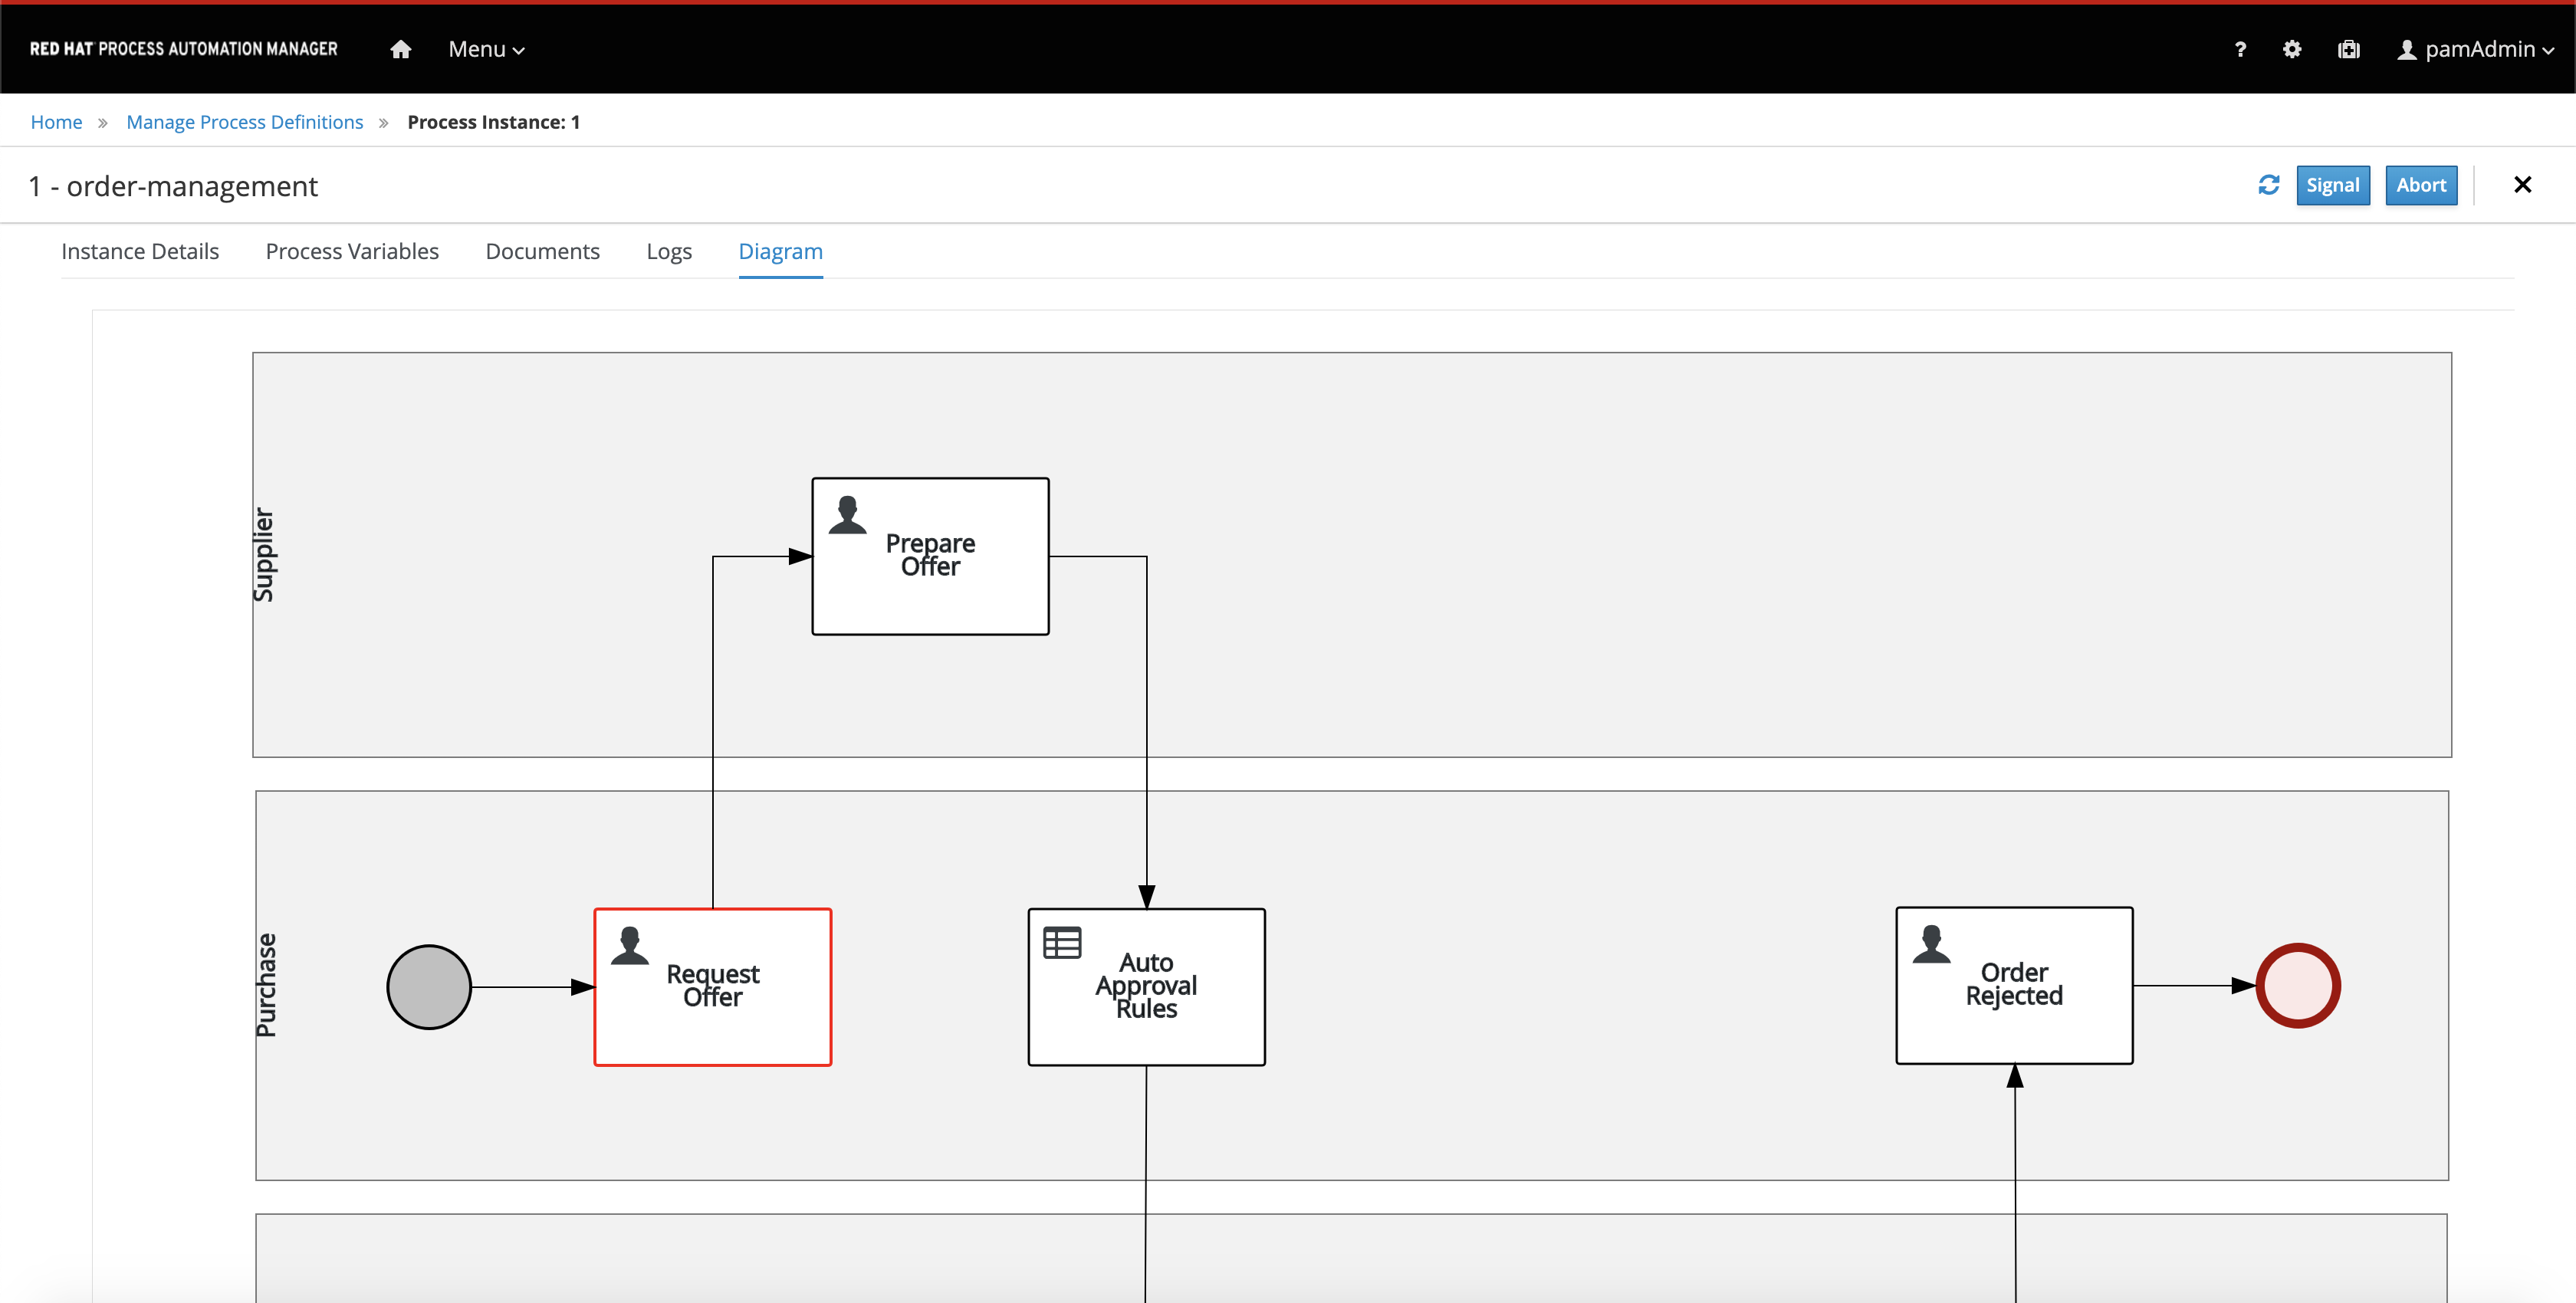 RED HAT PROCESS AUTOMATION MANAGER
Menu
?
pamAdmin
Home » Manage Process Definitions » Process Instance: 1
1 - order-management
Signal
Abort
Instance Details
Process Variables
Documents
Logs
Diagram
Supplier
Prepare
Offer
Purchase
Request
Offer
Auto
Approval
Rules
Order
Rejected